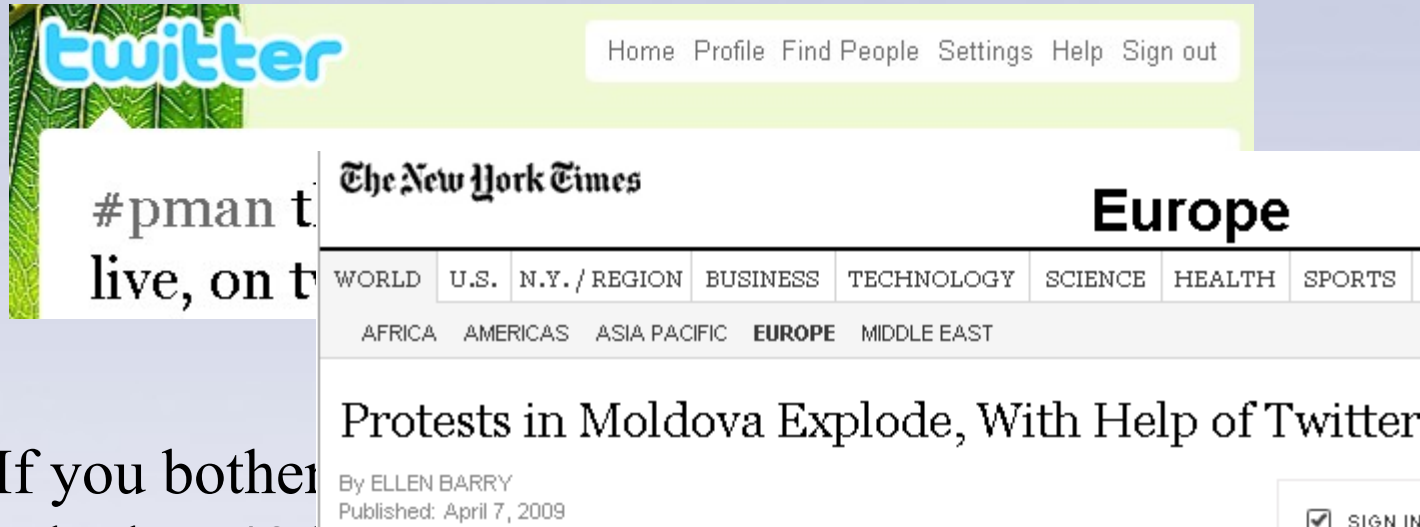 twitter
Home Profile Find People Settings Help Sign out
#pman
live, on
The New York Times
Europe
WORLD U.S. N.Y. / REGION BUSINESS TECHNOLOGY SCIENCE HEALTH SPORTS
AFRICA AMERICAS ASIA PACIFIC EUROPE MIDDLE EAST
Protests in Moldova Explode, With Help of Twitter
If you bother
By ELLEN BARRY
Published: April 7, 2009
SIGN IN